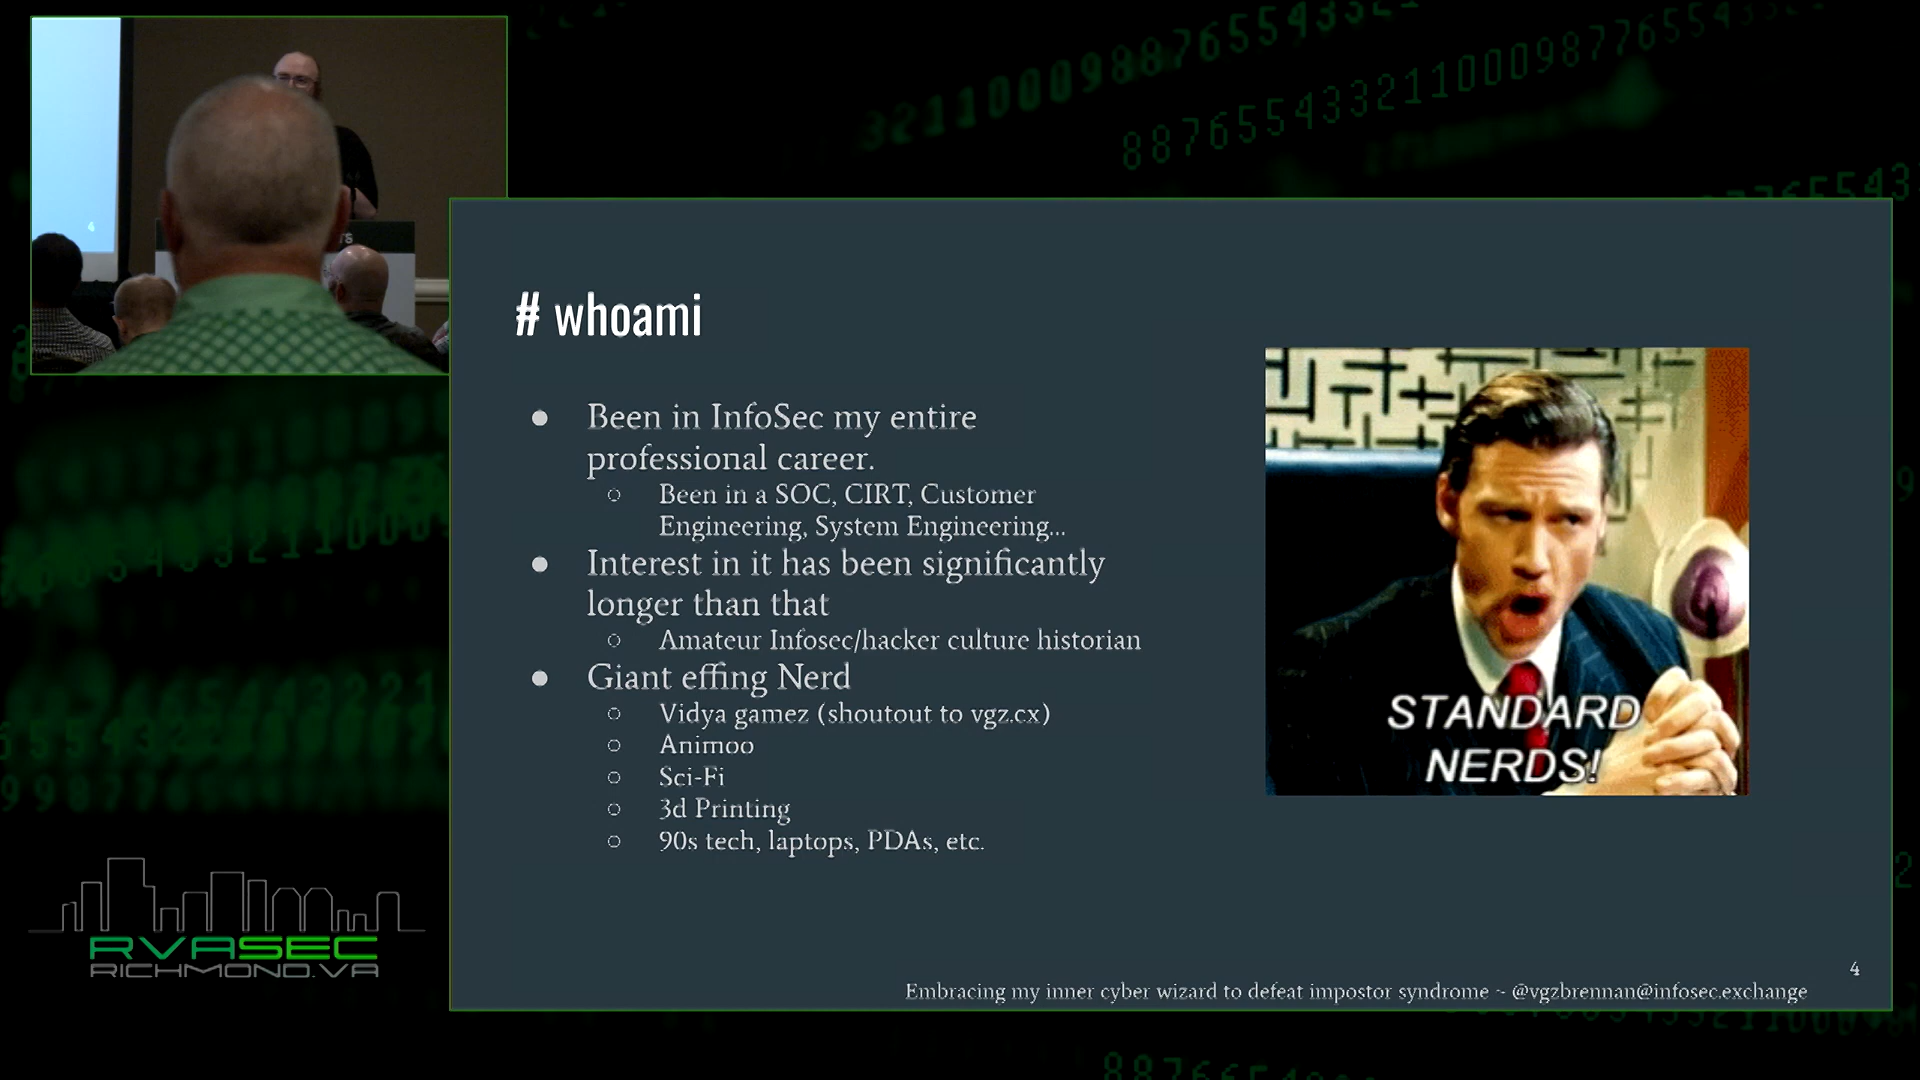 # whoami
● Been in InfoSec my entire
professional career.
○ Been in a SOC, CIRT, Customer
Engineering, System Engineering...
● Interest in it has been significantly
longer than that
○ Amateur Infosec/hacker culture historian
● Giant effing Nerd
○ Vidya gamez (shoutout to vgz.cx)
○ Animoo
○ Sci-Fi
○ 3d Printing
○ 90s tech, laptops, PDAs, etc.
STANDARD
NERDS!
4
Embracing my inner cyber wizard to defeat impostor syndrome ~ @vgzbrennan@infosec.exchange
RVASEC
RICHMOND.VA
4
88765543321100098877655433